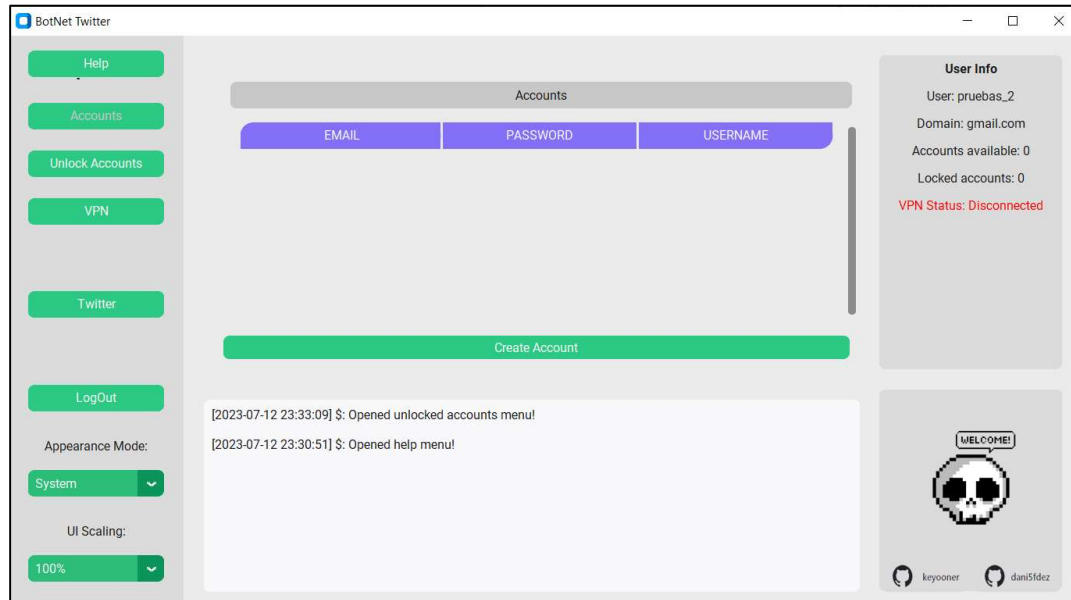 BotNet Twitter
Help
Accounts
Unlock Accounts
VPN
Twitter
LogOut
Appearance Mode:
System
UI Scaling:
100%
Accounts
EMAIL PASSWORD USERNAME
Create Account
[2023-07-12 23:33:09] $: Opened unlocked accounts menu!
[2023-07-12 23:30:51] $: Opened help menu!
User Info
User: pruebas_2
Domain: gmail.com
Accounts available: 0
Locked accounts: 0
VPN Status: Disconnected
WELCOME!
keyooner dani5fdez